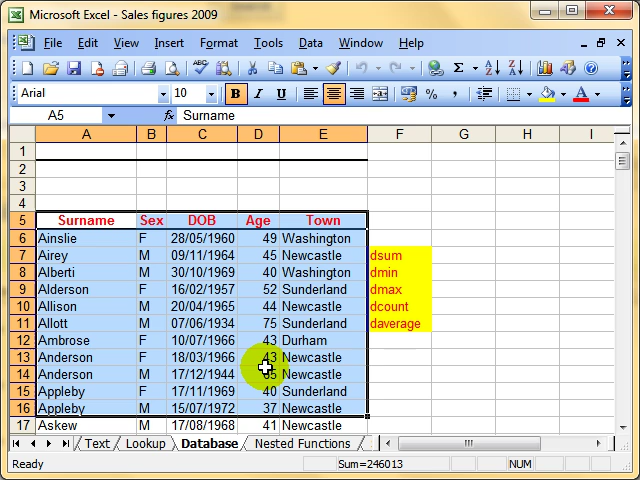 Microsoft Excel - Sales figures 2009
File Edit View Insert Format Tools Data Window Help
Arial 10 B I U % ,
A5 fx Surname
A B C D E F G H I
1
2
3
4
5 Surname Sex DOB Age Town
6 Ainslie F 28/05/1960 49 Washington
7 Airey M 09/11/1964 45 Newcastle dsum
8 Alberti M 30/10/1969 40 Washington dmin
9 Alderson F 16/02/1957 52 Sunderland dmax
10 Allison M 20/04/1965 44 Newcastle dcount
11 Allott M 07/06/1934 75 Sunderland daverage
12 Ambrose F 10/07/1966 43 Durham
13 Anderson F 18/03/1966 43 Newcastle
14 Anderson M 17/12/1944 Newcastle
15 Appleby F 17/11/1969 40 Sunderland
16 Appleby M 15/07/1972 37 Newcastle
17 Askew M 17/08/1968 41 Newcastle
Text Lookup Database Nested Functions
Ready Sum=246013 NUM